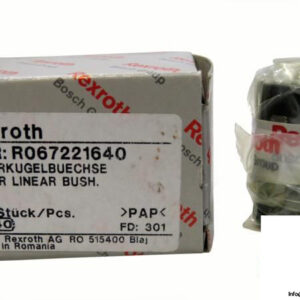 Rexroth
Bosch Group
Rexroth
xroth
R067221640
RKUGELBUECHSE
R LINEAR BUSH.
Stück/Pcs. >PAP<
FD: 301
Rexroth AG RO 515400 Blaj
in Romania